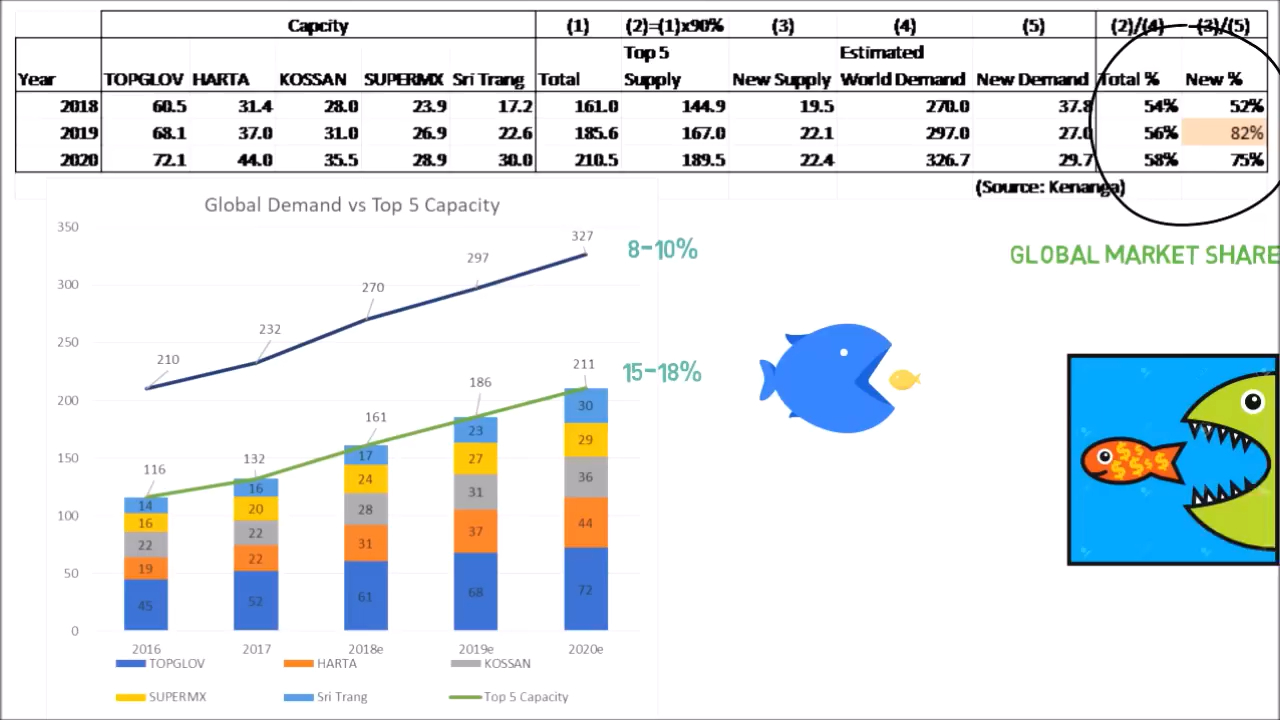 Capcity (1) (2)=(1)x90% (3) (4) (5) (2)/(4) (3)/(5)
Top 5 Estimated
Year TOPGLOV HARTA KOSSAN SUPERMX Sri Trang Total Supply New Supply World Demand New Demand Total % New %
2018 60.5 31.4 28.0 23.9 17.2 161.0 144.9 19.5 270.0 37.8 54% 52%
2019 68.1 37.0 31.0 26.9 22.6 185.6 167.0 22.1 297.0 27.0 56% 82%
2020 72.1 44.0 35.5 28.9 30.0 210.5 189.5 22.4 326.7 29.7 58% 75%
(Source: Kenanga)
Global Demand vs Top 5 Capacity
350
300
250
200
150
100
50
0
210 232 270 297 327
8-10%
116 132 161 186 211
15-18%
14 16 17 23 30
16 20 24 27 29
22 22 28 31 36
19 22 31 37 44
45 52 61 68 72
2016 2017 2018e 2019e 2020e
TOPGLOV HARTA KOSSAN
SUPERMX Sri Trang Top 5 Capacity
GLOBAL MARKET SHARE